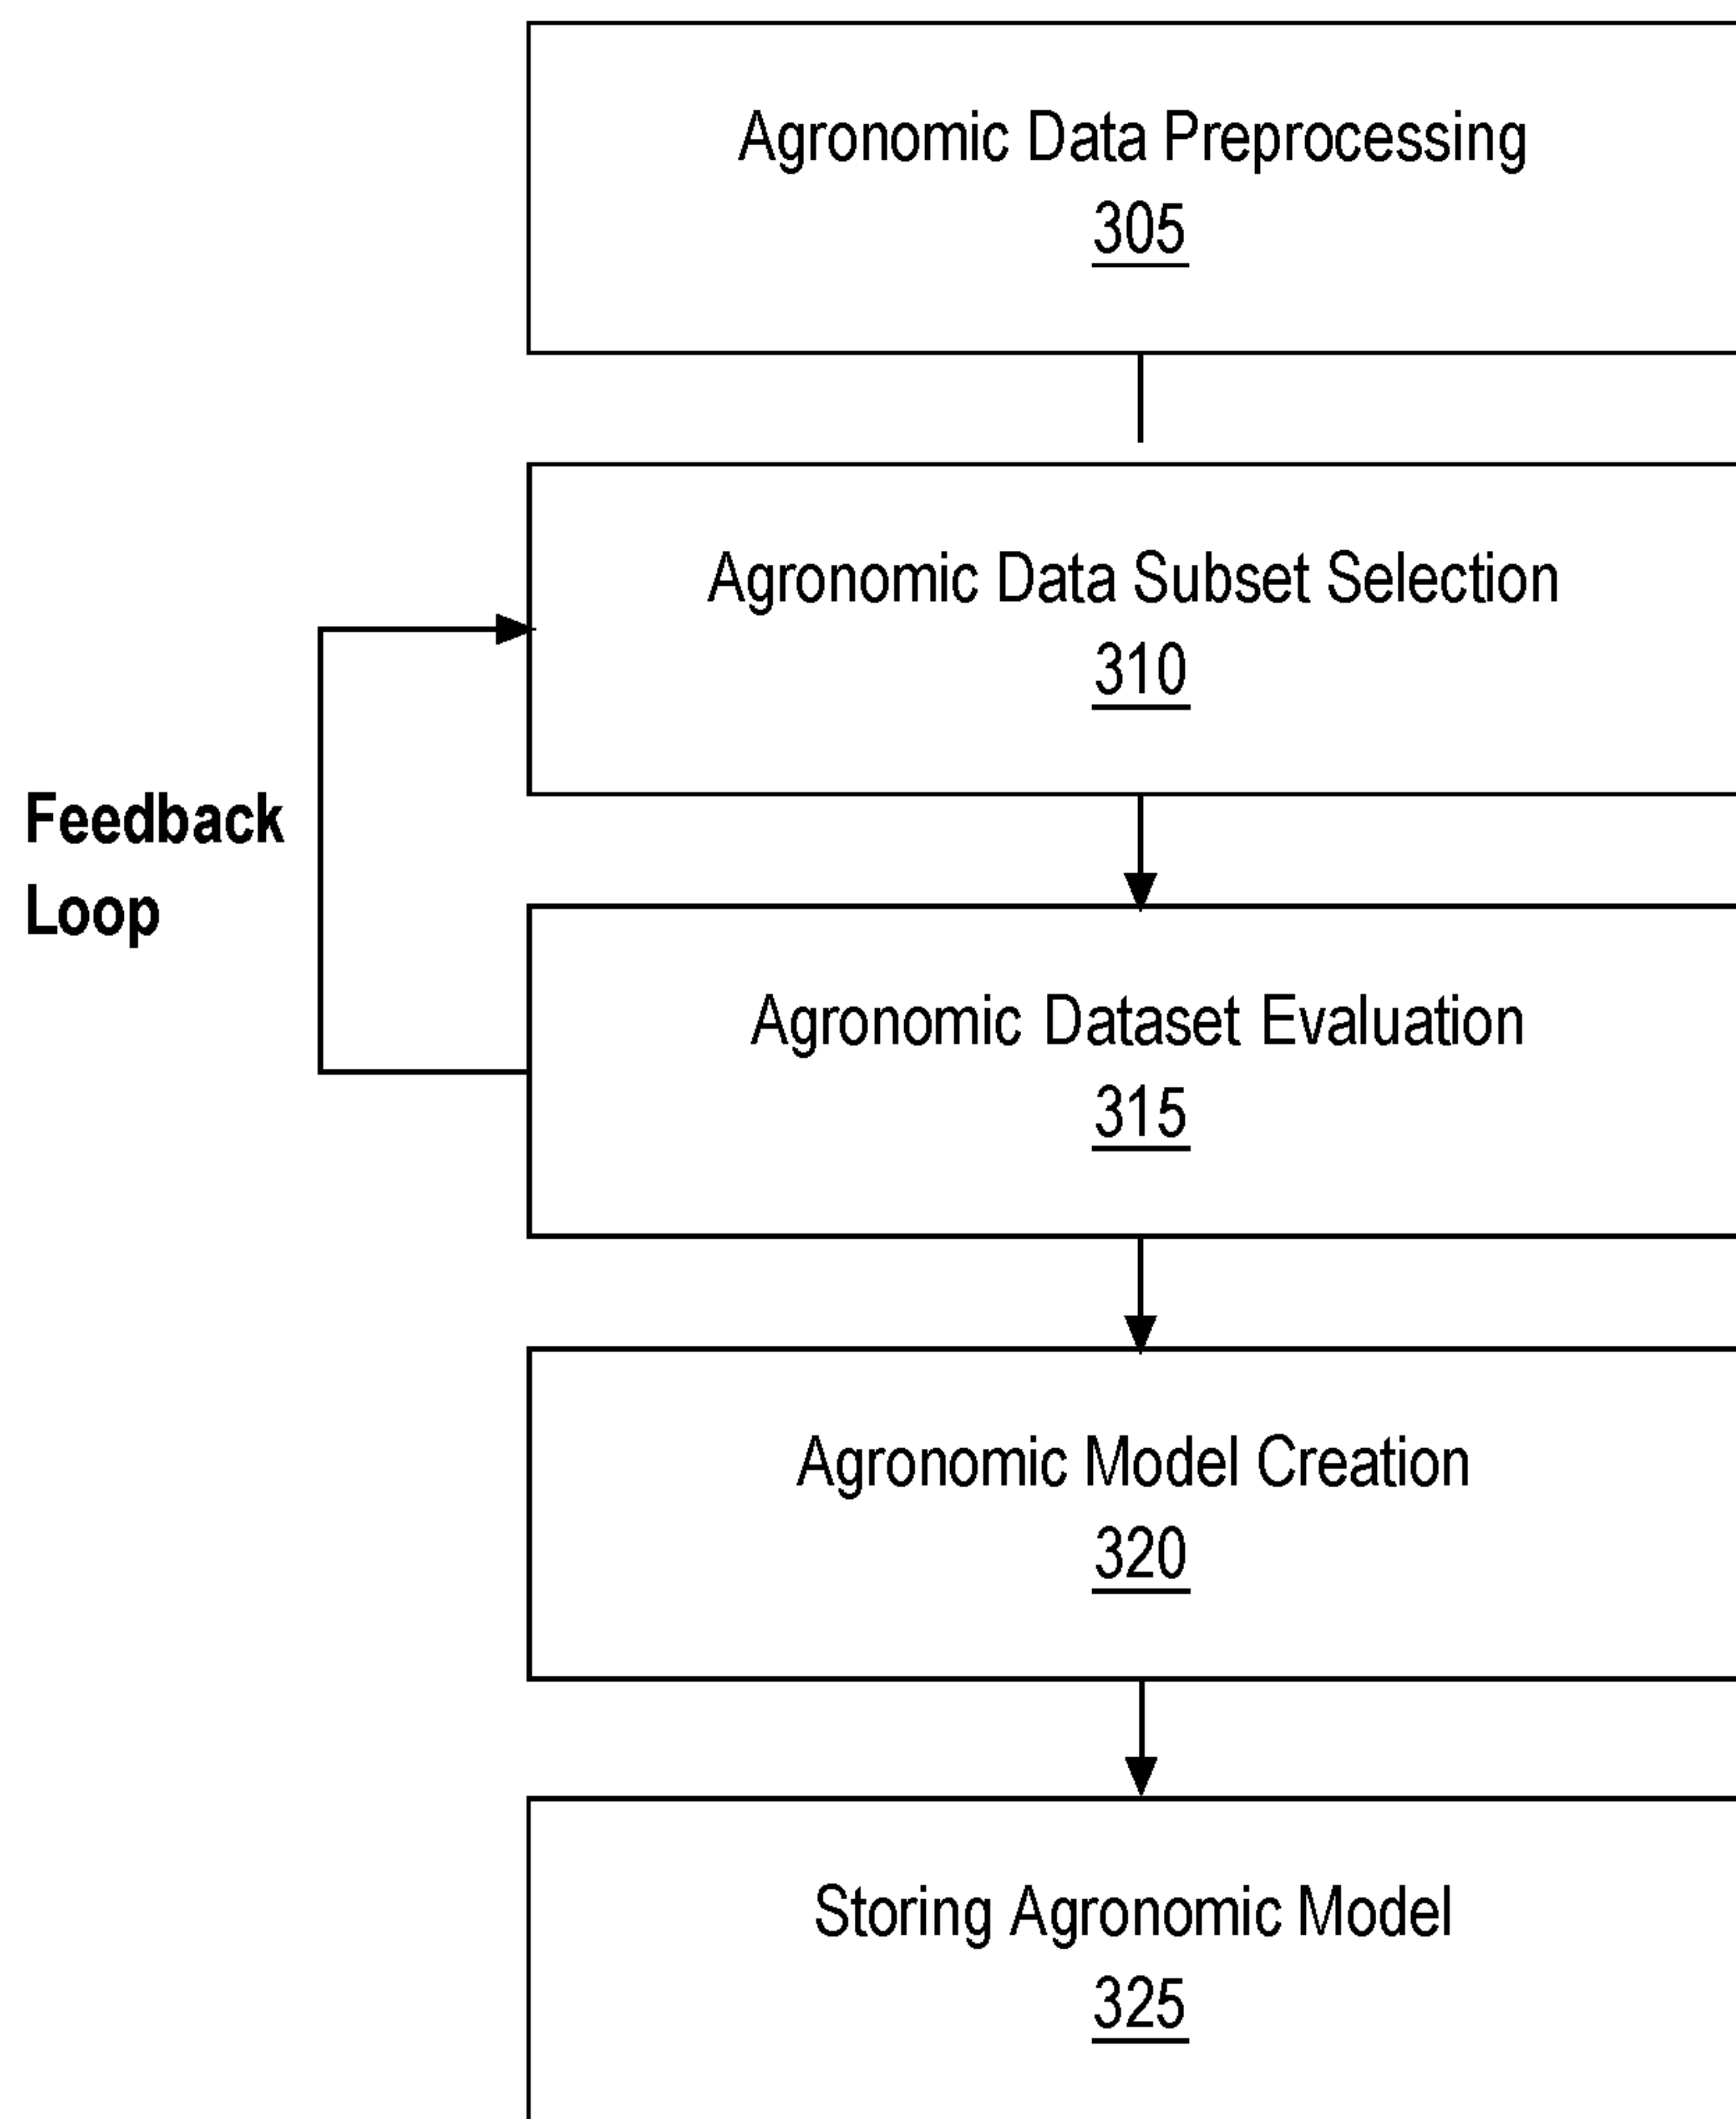 Agronomic Data Preprocessing
305
Agronomic Data Subset Selection
310
Feedback
Loop
Agronomic Dataset Evaluation
315
Agronomic Model Creation
320
Storing Agronomic Model
325